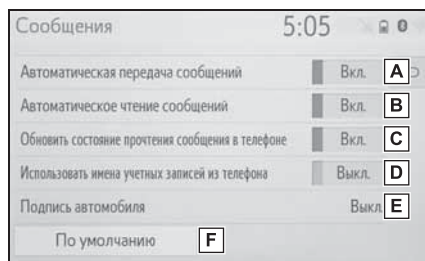 Сообщения 5:05
Автоматическая передача сообщений Вкл. A
Автоматическое чтение сообщений Вкл. B
Обновить состояние прочтения сообщения в телефоне Вкл. C
Использовать имена учетных записей из телефона Выкл. D
Подпись автомобиля Выкл E
По умолчанию F